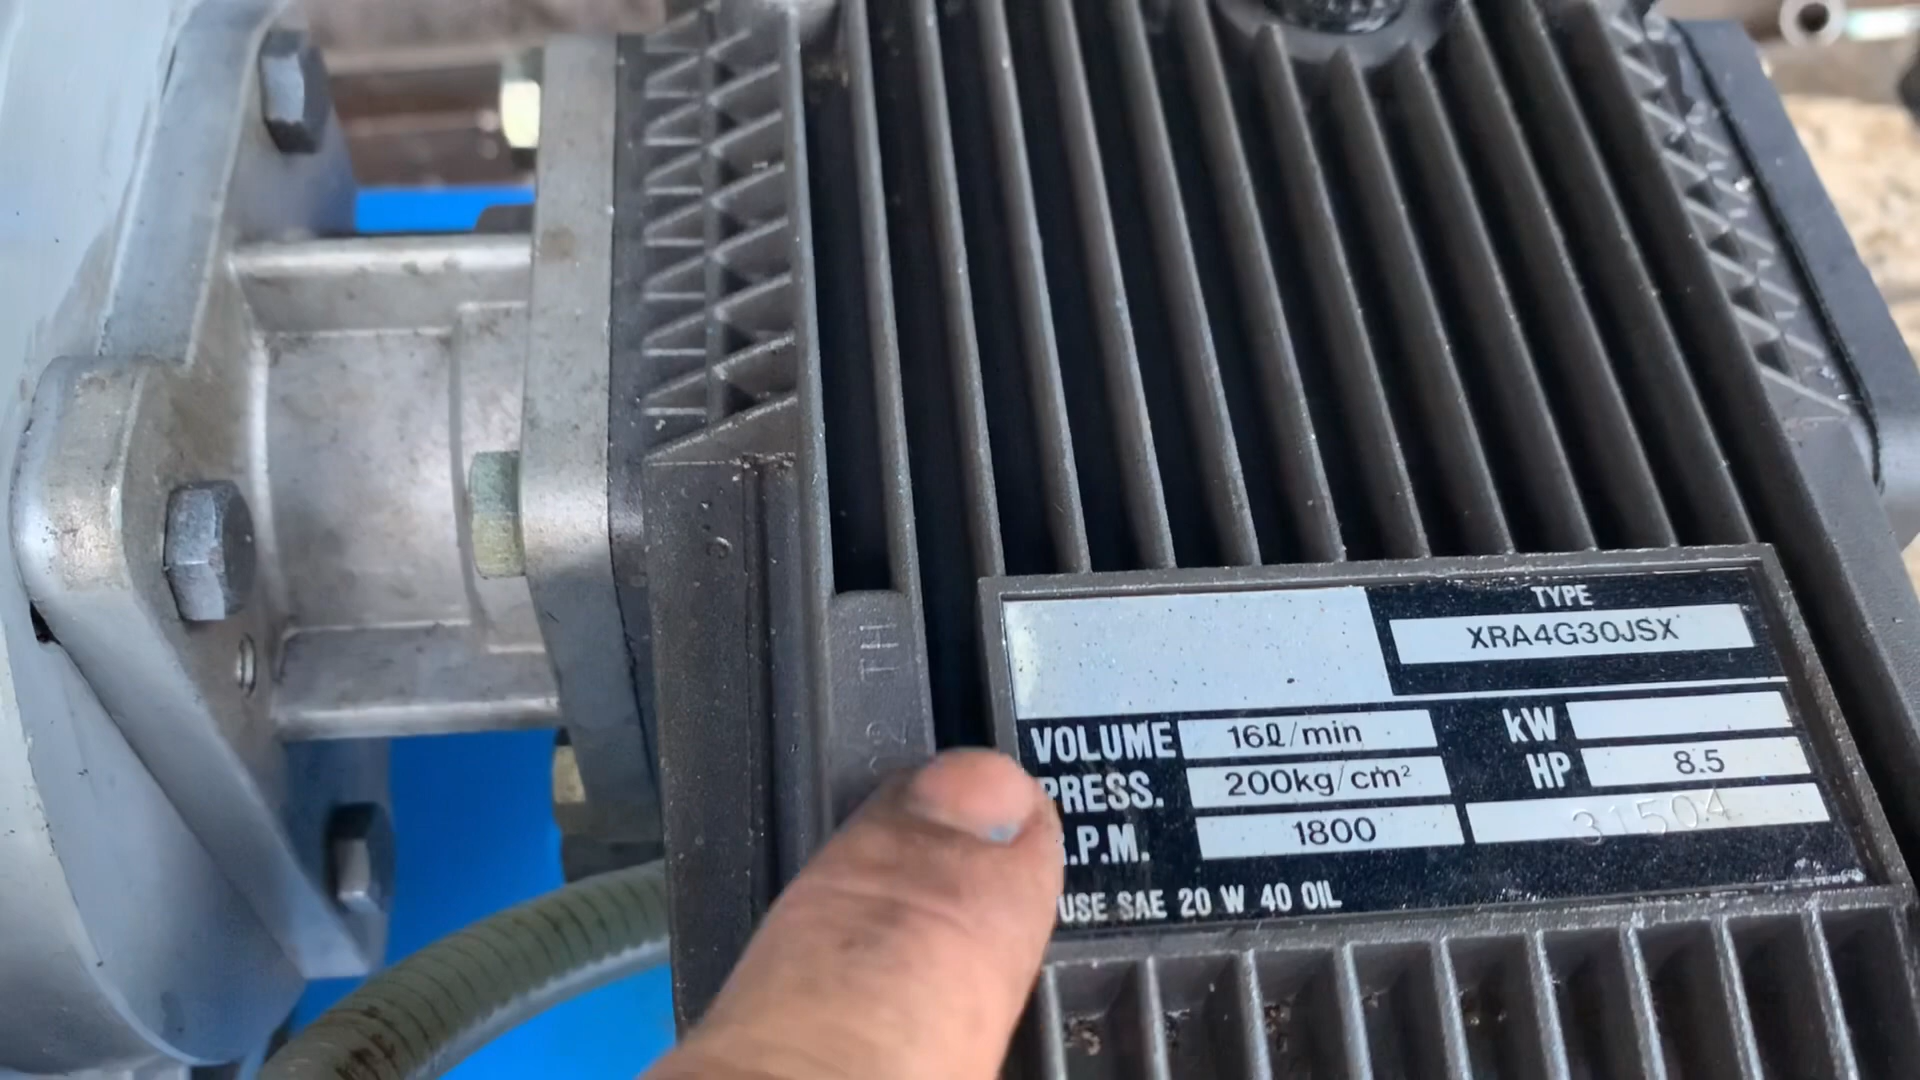 TYPE
XRA4G30JSX
VOLUME 16ℓ/min kW
PRESS. 200kg/cm² HP 8.5
.P.M. 1800 31504
USE SAE 20 W 40 OIL